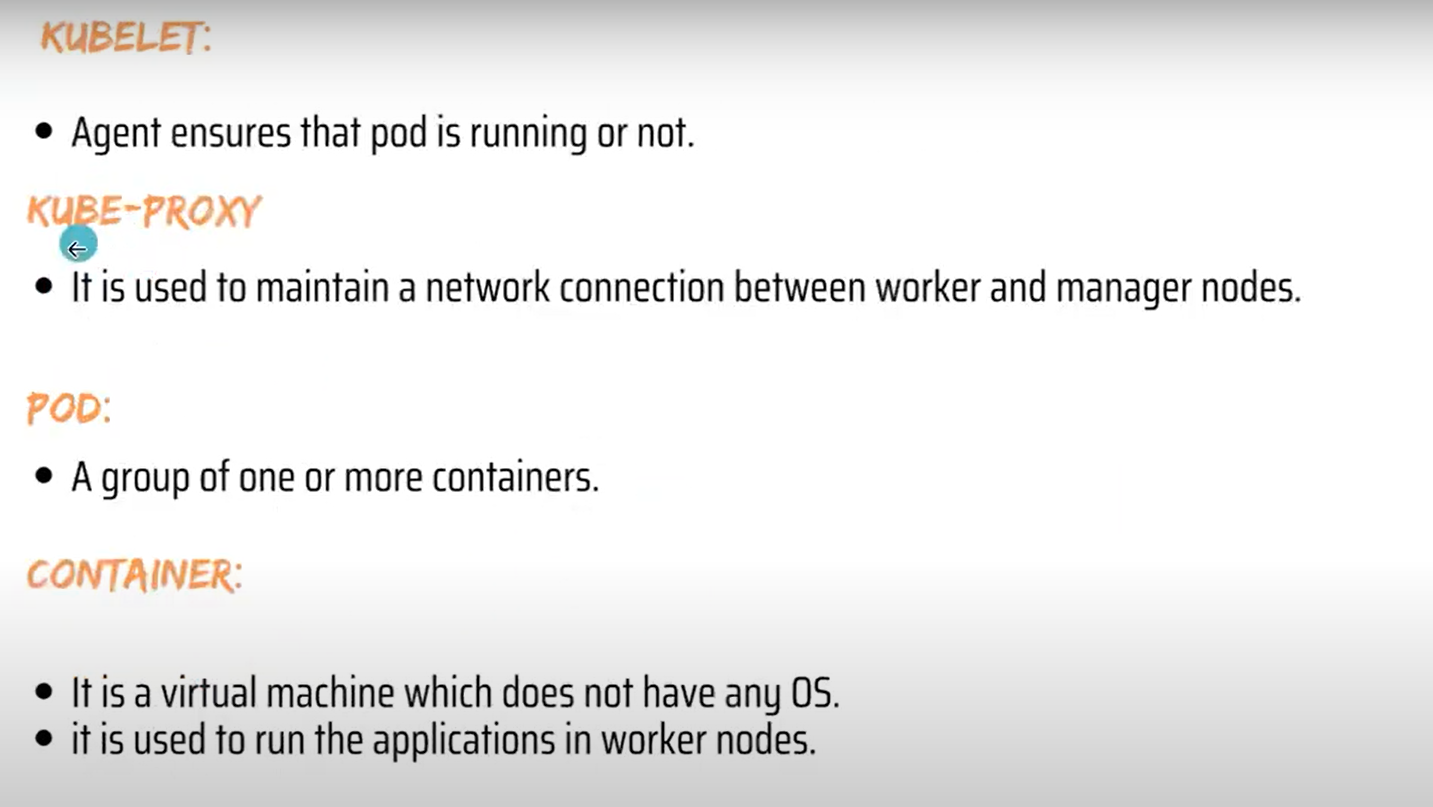 KUBELET:
• Agent ensures that pod is running or not.
KUBE-PROXY
• It is used to maintain a network connection between worker and manager nodes.
POD:
• A group of one or more containers.
CONTAINER:
• It is a virtual machine which does not have any OS.
• it is used to run the applications in worker nodes.